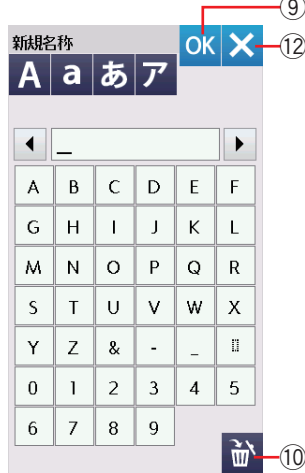 ⑨
新規名称 OK ×
⑫
A a あ ア
_
A B C D E F
G H I J K L
M N O P Q R
S T U V W X
Y Z & - _
0 1 2 3 4 5
6 7 8 9
⑩